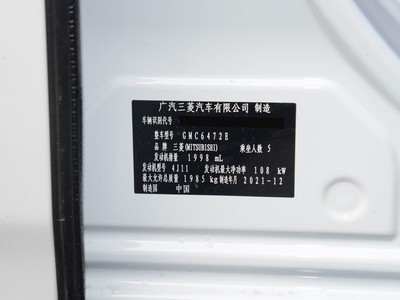 广汽三菱汽车有限公司 制造
车辆识别代号
整车型号 GMC6472E
品 牌 三菱(MITSUBISHI) 乘坐人数 5
发动机排量 1998 mL
发动机型号 4J11 发动机最大净功率 108 kW
最大允许总质量 1985 kg 制造年月 2021-12
制造国 中国